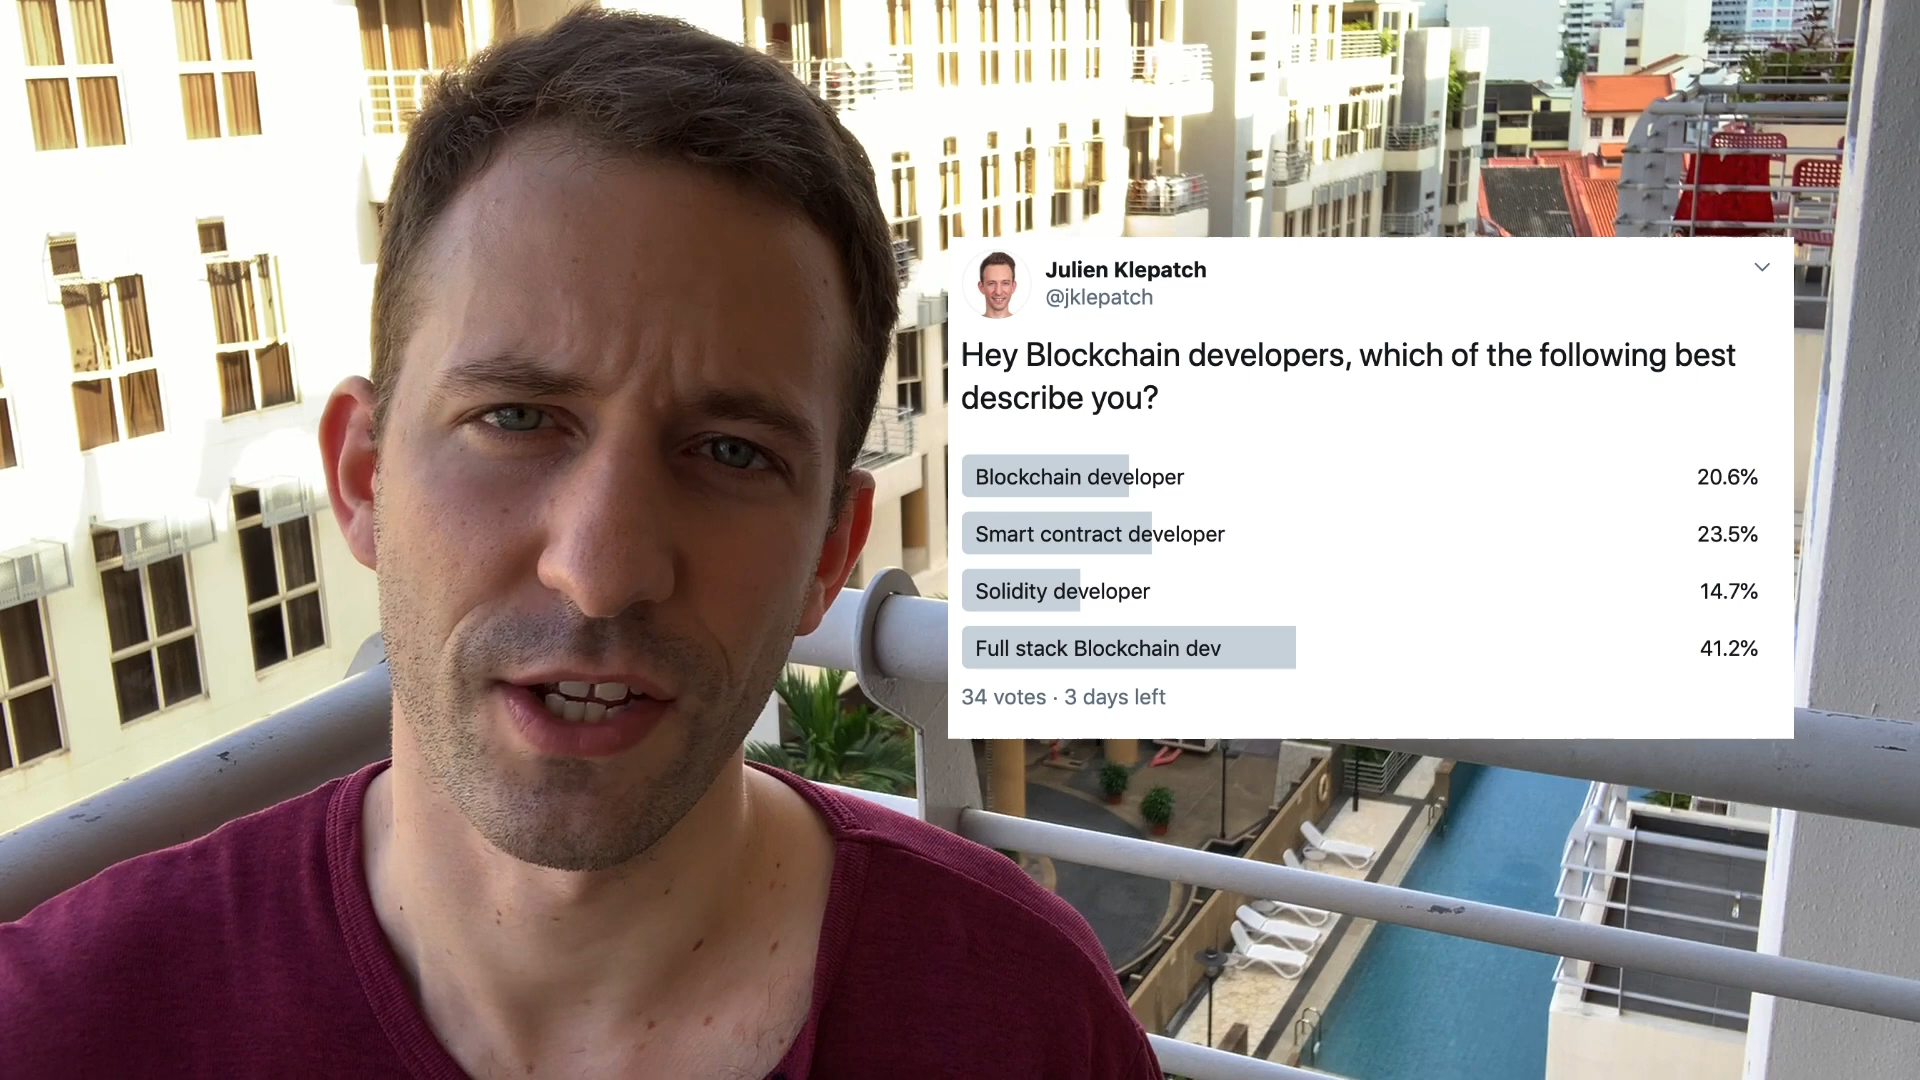 Julien Klepatch
@jklepatch
Hey Blockchain developers, which of the following best
describe you?
Blockchain developer 20.6%
Smart contract developer 23.5%
Solidity developer 14.7%
Full stack Blockchain dev 41.2%
34 votes · 3 days left